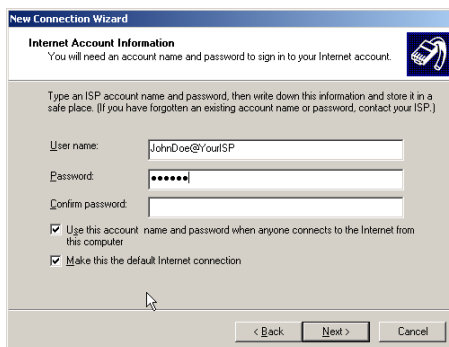 New Connection Wizard
Internet Account Information
You will need an account name and password to sign in to your Internet account.
Type an ISP account name and password, then write down this information and store it in a
safe place. (If you have forgotten an existing account name or password, contact your ISP.)
User name: JohnDoe@YourISP
Password: ••••••
Confirm password:
Use this account name and password when anyone connects to the Internet from
this computer
Make this the default Internet connection
< Back Next > Cancel